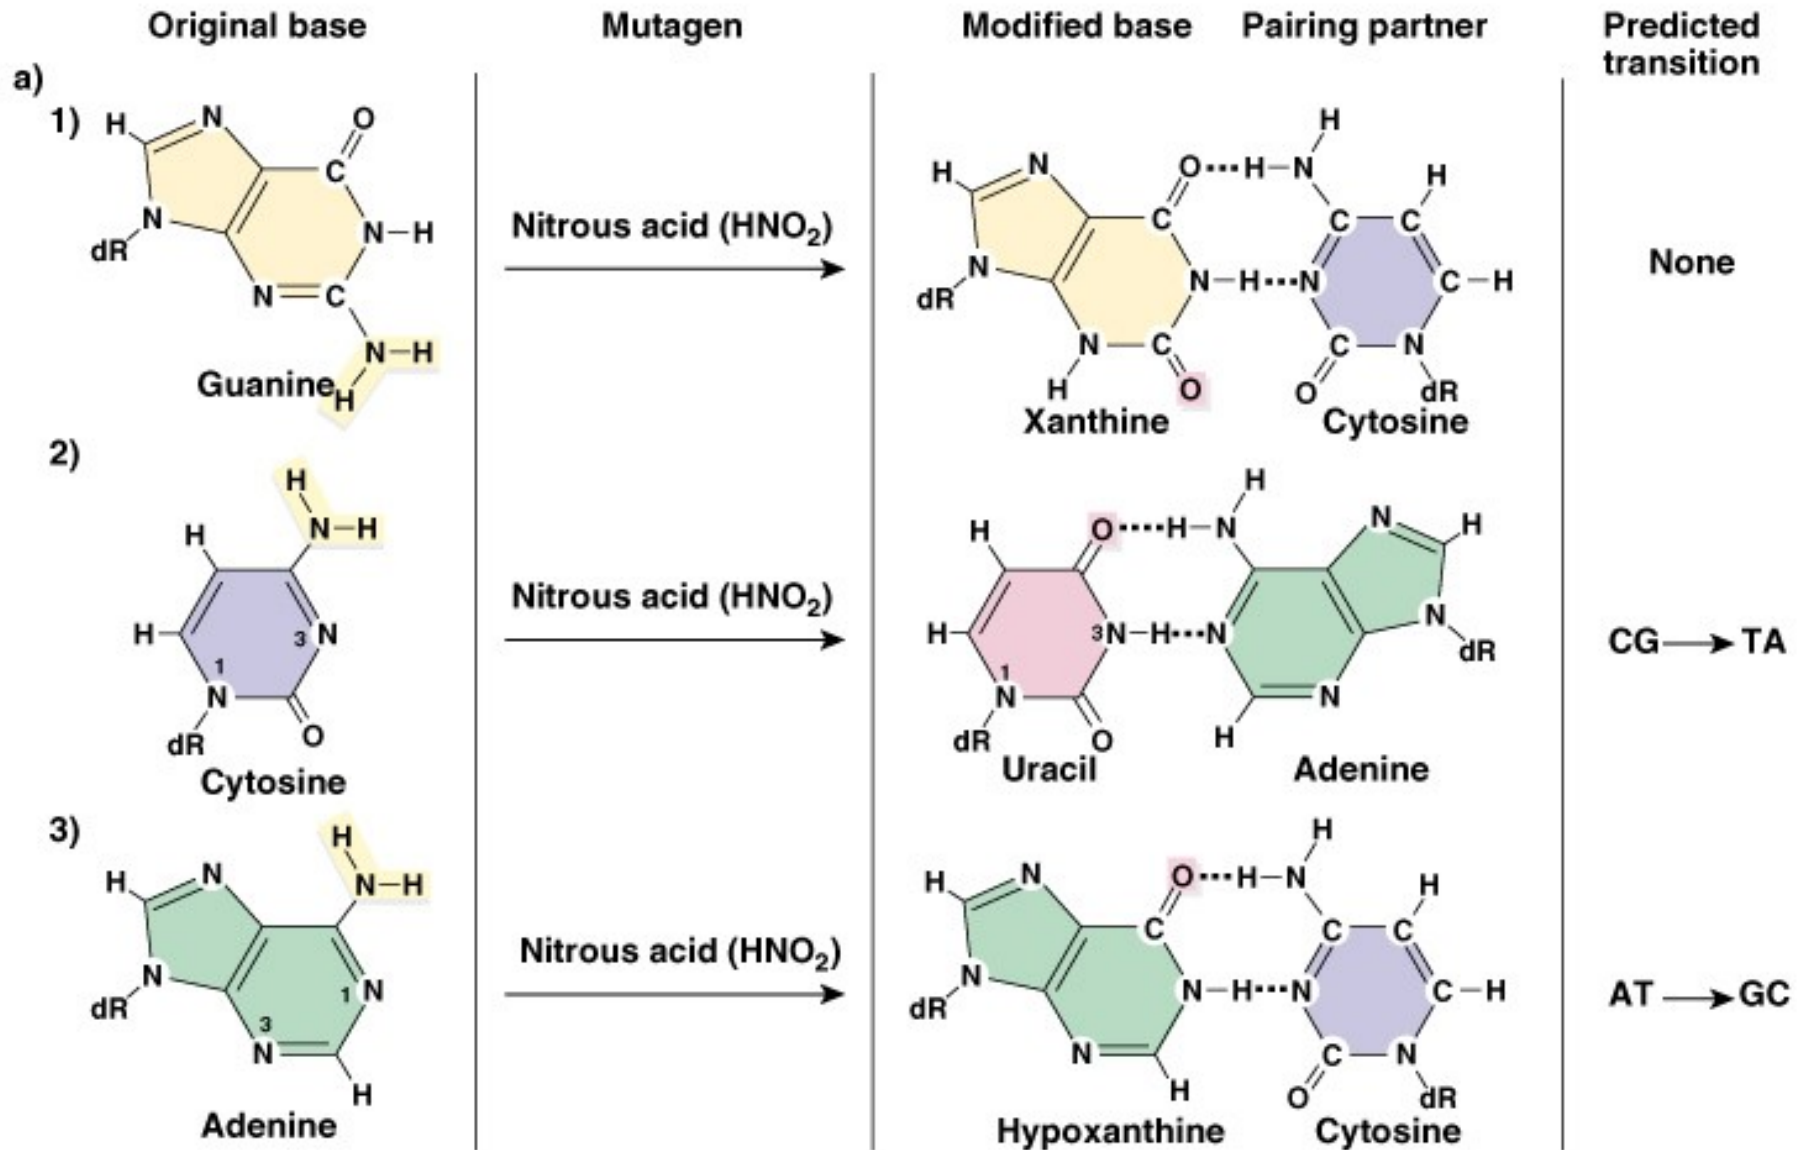 Original base
Mutagen
Modified base
Pairing partner
Predicted
transition
a)
1)
H
N
O
C
N
N–H
dR
N
C
N–H
H
Guanine
Nitrous acid (HNO₂)
H
N
O
H–N
H
H
C
C
C
N
N–H
N
C–H
dR
N
C
C
N
H
O
O
dR
Xanthine
Cytosine
None
2)
H
N–H
H
H
3
N
1
N
dR
O
Cytosine
Nitrous acid (HNO₂)
H
O
H–N
H
N
H
H
3
N–H
N
N
dR
1
N
N
dR
O
H
Uracil
Adenine
CG
TA
3)
H
N–H
H
N
N
1
N
dR
3
N
H
Adenine
Nitrous acid (HNO₂)
H
N
O
H–N
H
H
C
C
C
N
N–H
N
C–H
dR
N
C
N
H
O
dR
Hypoxanthine
Cytosine
AT
GC